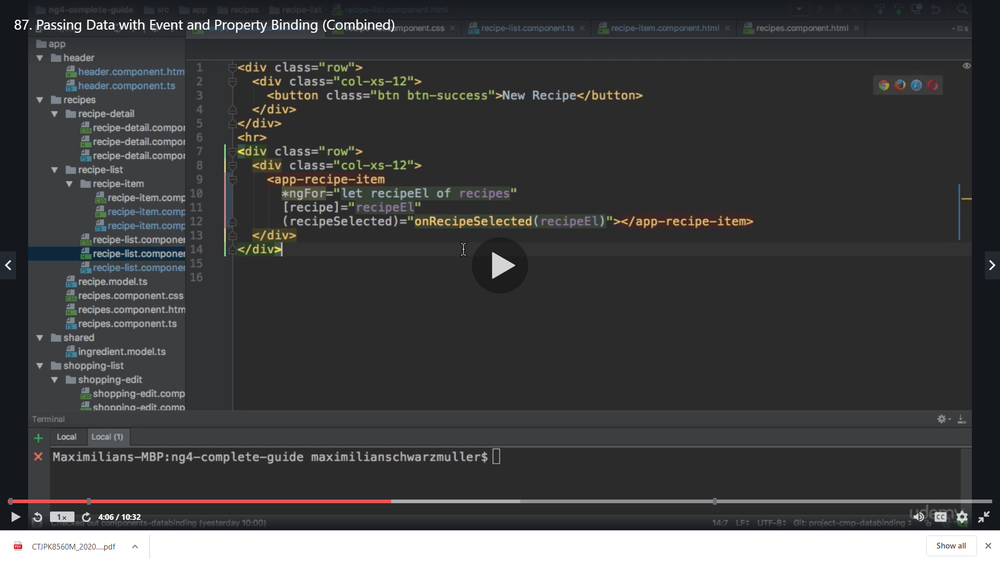 ng4-complete-guide src app recipes recipe-list recipe-list.component.html
87. Passing Data with Event and Property Binding (Combined)
component.css recipe-list.component.ts recipe-item.component.html recipes.component.html 5
app
header
header.component.htm
header.component.ts
recipes
recipe-detail
recipe-detail.compor
recipe-detail.compor
recipe-detail.compor
recipe-list
recipe-item
recipe-item.comp
recipe-item.comp
recipe-item.comp
recipe-list.componer
recipe-list.componer
recipe-list.componer
recipe.model.ts
recipes.component.css
recipes.component.htm
recipes.component.ts
shared
ingredient.model.ts
shopping-list
shopping-edit
shopping-edit.comp
shopping-edit.comp
1 <div class="row">
2 <div class="col-xs-12">
3 <button class="btn btn-success">New Recipe</button>
4 </div>
5 </div>
6 <hr>
7 <div class="row">
8 <div class="col-xs-12">
9 <app-recipe-item
10 *ngFor="let recipeEl of recipes"
11 [recipe]="recipeEl"
12 (recipeSelected)="onRecipeSelected(recipeEl)"></app-recipe-item>
13 </div>
14 </div>
15
16
Terminal
Local Local (1)
Maximilians-MBP:ng4-complete-guide maximilianschwarzmuller$
udemy
1x 4:06 / 10:32 CC
Checked out components-databinding (yesterday 10:00) 14:7 LF UTF-8 Git: project-cmp-databinding
PDF CTJPK8560M_2020....pdf Show all